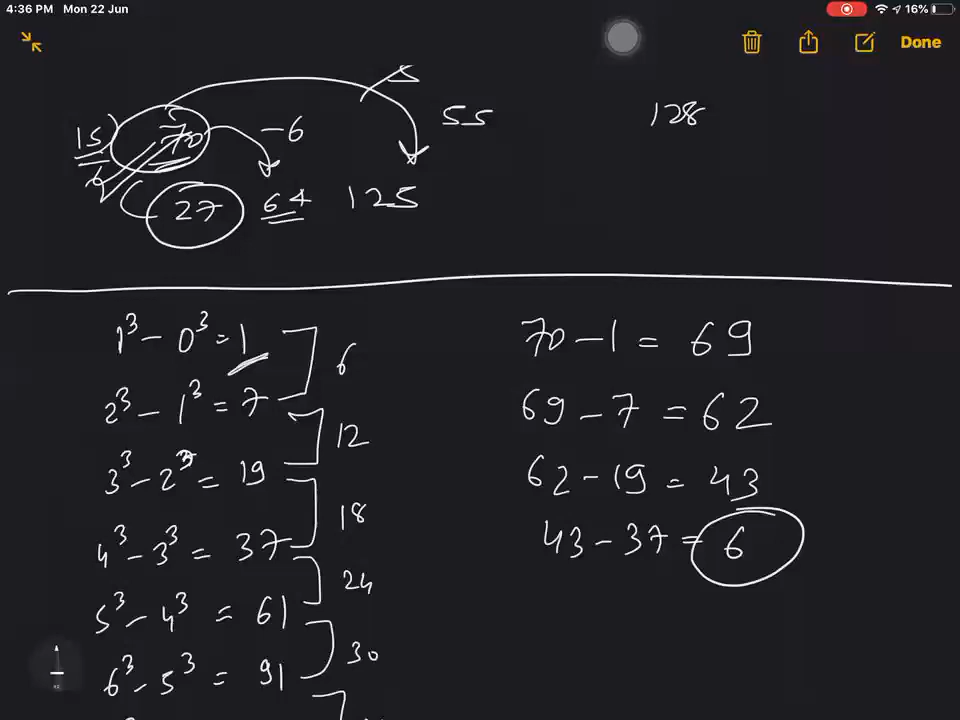 4:36 PM Mon 22 Jun 16%
Done
5
15) 70 -6 55 128
27 64 125
1³ - 0³ = 1 6 70 - 1 = 69
2³ - 1³ = 7 12 69 - 7 = 62
3³ - 2³ = 19 18 62 - 19 = 43
4³ - 3³ = 37 24 43 - 37 = 6
5³ - 4³ = 61 30
6³ - 5³ = 91